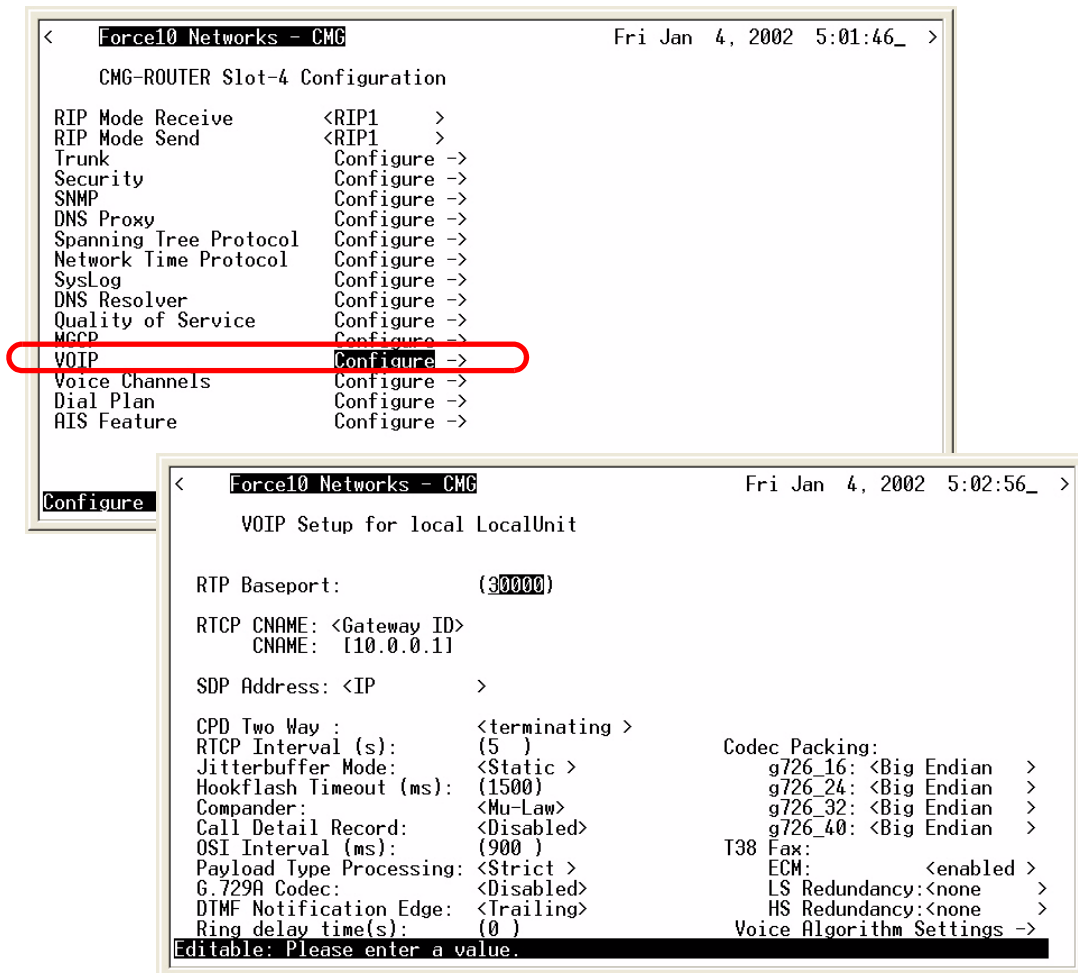 < Force10 Networks - CMG Fri Jan 4, 2002 5:01:46_ >
CMG-ROUTER Slot-4 Configuration
RIP Mode Receive <RIP1 >
RIP Mode Send <RIP1 >
Trunk Configure ->
Security Configure ->
SNMP Configure ->
DNS Proxy Configure ->
Spanning Tree Protocol Configure ->
Network Time Protocol Configure ->
SysLog Configure ->
DNS Resolver Configure ->
Quality of Service Configure ->
MGCP Configure ->
VOIP Configure ->
Voice Channels Configure ->
Dial Plan Configure ->
AIS Feature Configure ->
Configure
< Force10 Networks - CMG Fri Jan 4, 2002 5:02:56_ >
VOIP Setup for local LocalUnit
RTP Baseport: (30000)
RTCP CNAME: <Gateway ID>
CNAME: [10.0.0.1]
SDP Address: <IP >
CPD Two Way : <terminating >
RTCP Interval (s): (5 ) Codec Packing:
Jitterbuffer Mode: <Static > g726_16: <Big Endian >
Hookflash Timeout (ms): (1500) g726_24: <Big Endian >
Compander: <Mu-Law> g726_32: <Big Endian >
Call Detail Record: <Disabled> g726_40: <Big Endian >
OSI Interval (ms): (900 ) T38 Fax:
Payload Type Processing: <Strict > ECM: <enabled >
G.729A Codec: <Disabled> LS Redundancy:<none >
DTMF Notification Edge: <Trailing> HS Redundancy:<none >
Ring delay time(s): (0 ) Voice Algorithm Settings ->
Editable: Please enter a value.